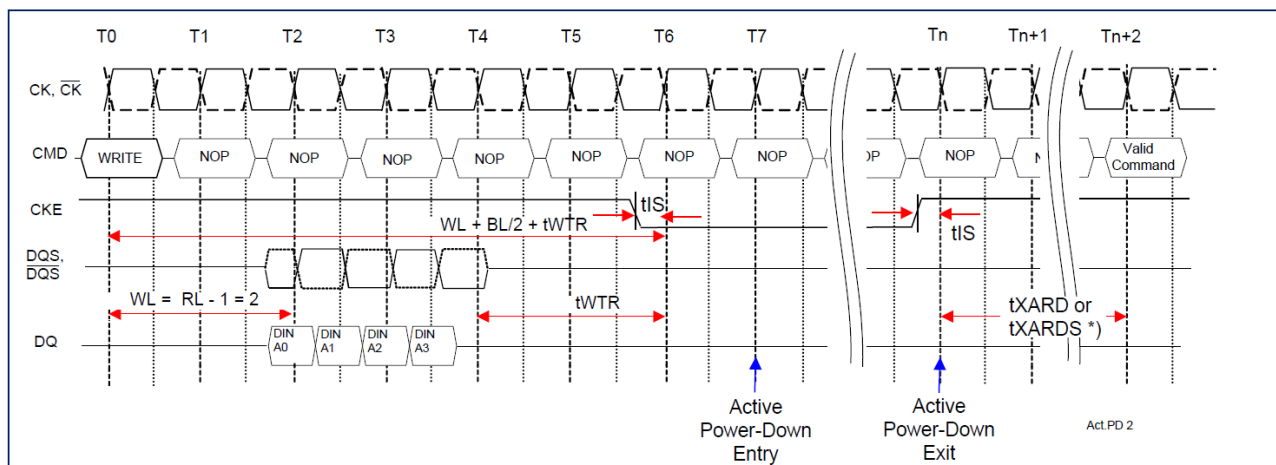 T0 T1 T2 T3 T4 T5 T6 T7 Tn Tn+1 Tn+2
CK, CK
CMD WRITE NOP NOP NOP NOP NOP NOP NOP OP NOP N Valid
Command
CKE tIS tIS
WL + BL/2 + tWTR
DQS,
DQS
WL = RL - 1 = 2 tWTR tXARD or
tXARDS *)
DQ DIN A0 DIN A1 DIN A2 DIN A3
Active
Power-Down
Entry
Active
Power-Down
Exit
Act.PD 2